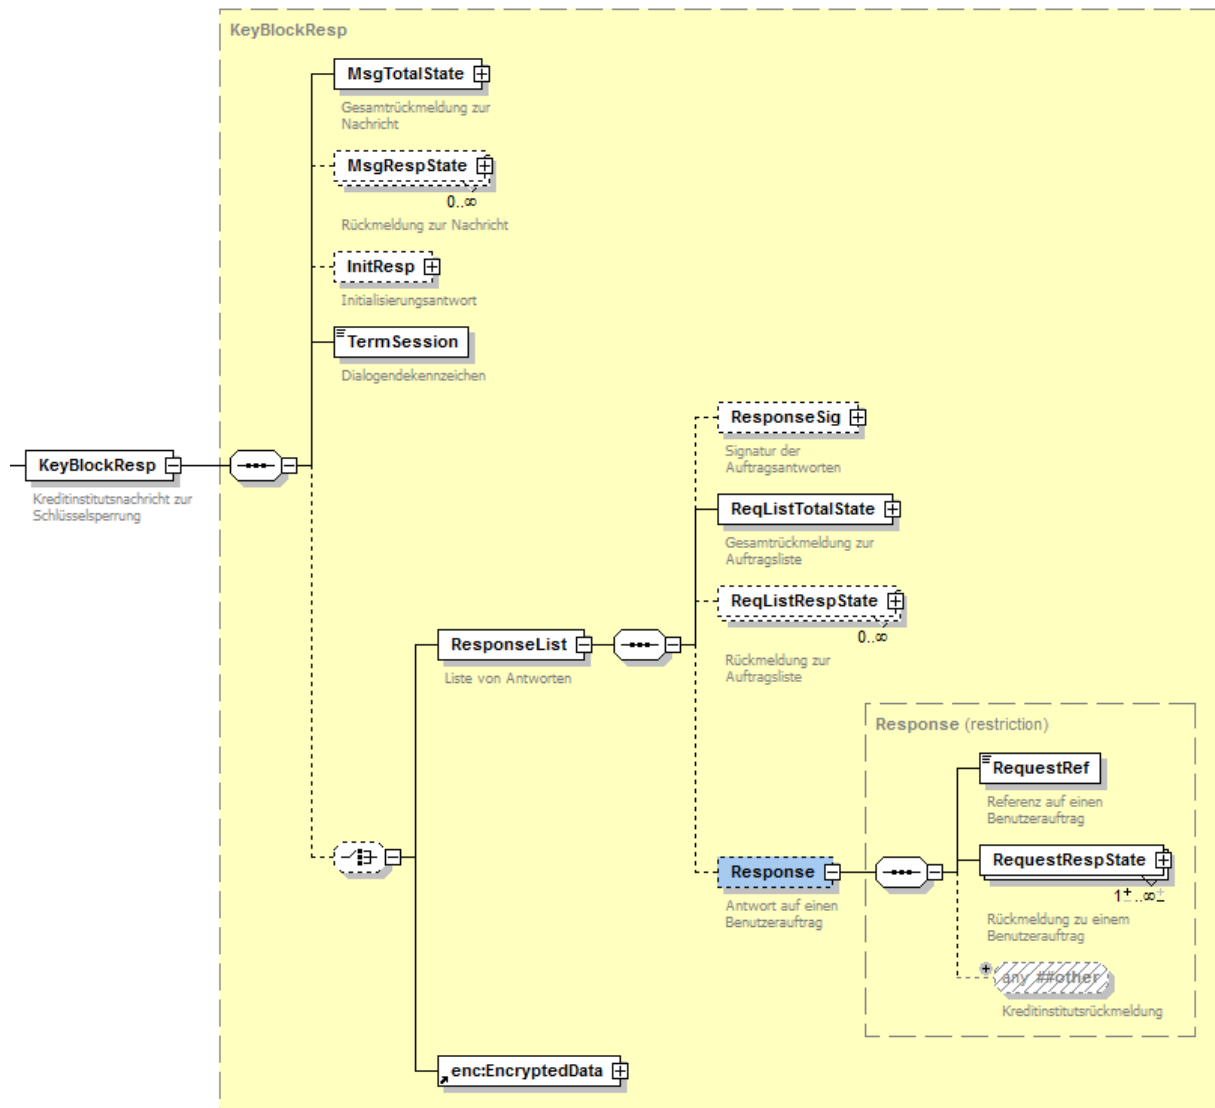 KeyBlockResp
MsgTotalState
Gesamtrückmeldung zur
Nachricht
MsgRespState
0..∞
Rückmeldung zur Nachricht
InitResp
Initialisierungsantwort
TermSession
Dialogendekennzeichen
KeyBlockResp
Kreditinstitutsnachricht zur
Schlüsselsperrung
ResponseSig
Signatur der
Auftragsantworten
ReqListTotalState
Gesamtrückmeldung zur
Auftragsliste
ReqListRespState
0..∞
Rückmeldung zur
Auftragsliste
ResponseList
Liste von Antworten
Response (restriction)
RequestRef
Referenz auf einen
Benutzerauftrag
RequestRespState
1..∞
Rückmeldung zu einem
Benutzerauftrag
any ##other
Kreditinstitutsrückmeldung
Response
Antwort auf einen
Benutzerauftrag
enc:EncryptedData